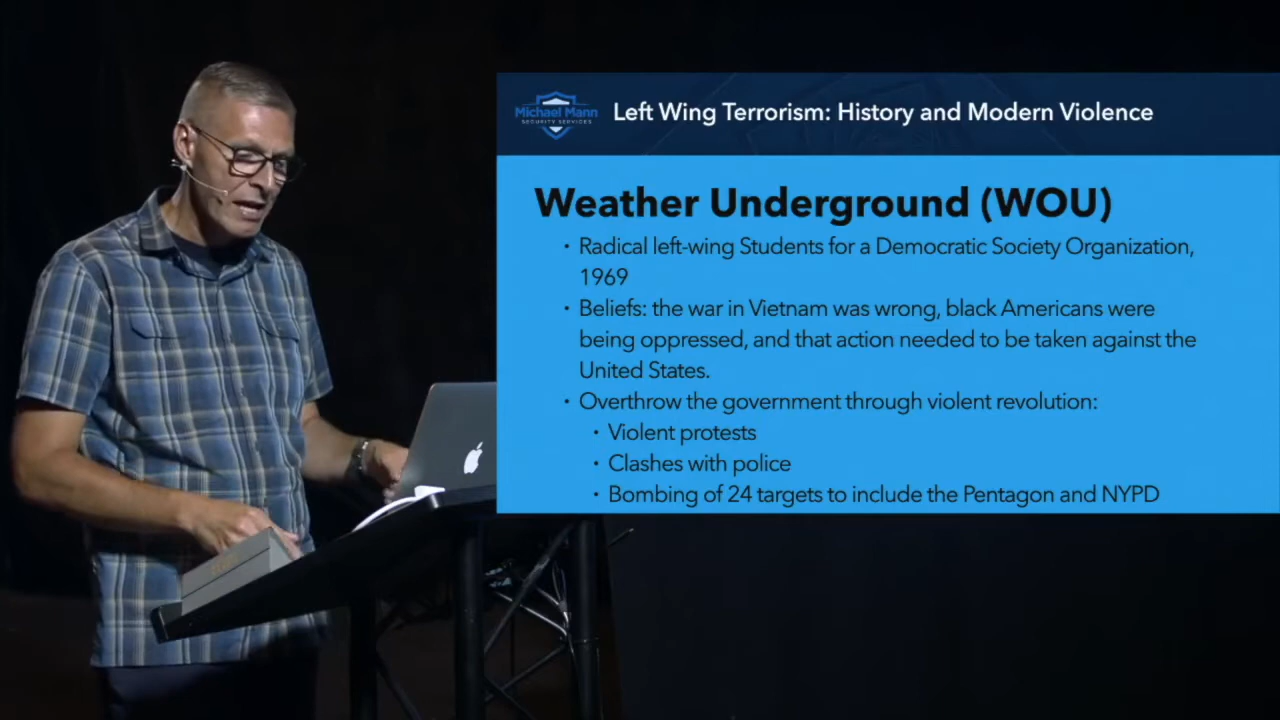 Michael Mann
SECURITY SERVICES
Left Wing Terrorism: History and Modern Violence
Weather Underground (WOU)
• Radical left-wing Students for a Democratic Society Organization,
1969
• Beliefs: the war in Vietnam was wrong, black Americans were
being oppressed, and that action needed to be taken against the
United States.
• Overthrow the government through violent revolution:
• Violent protests
• Clashes with police
• Bombing of 24 targets to include the Pentagon and NYPD